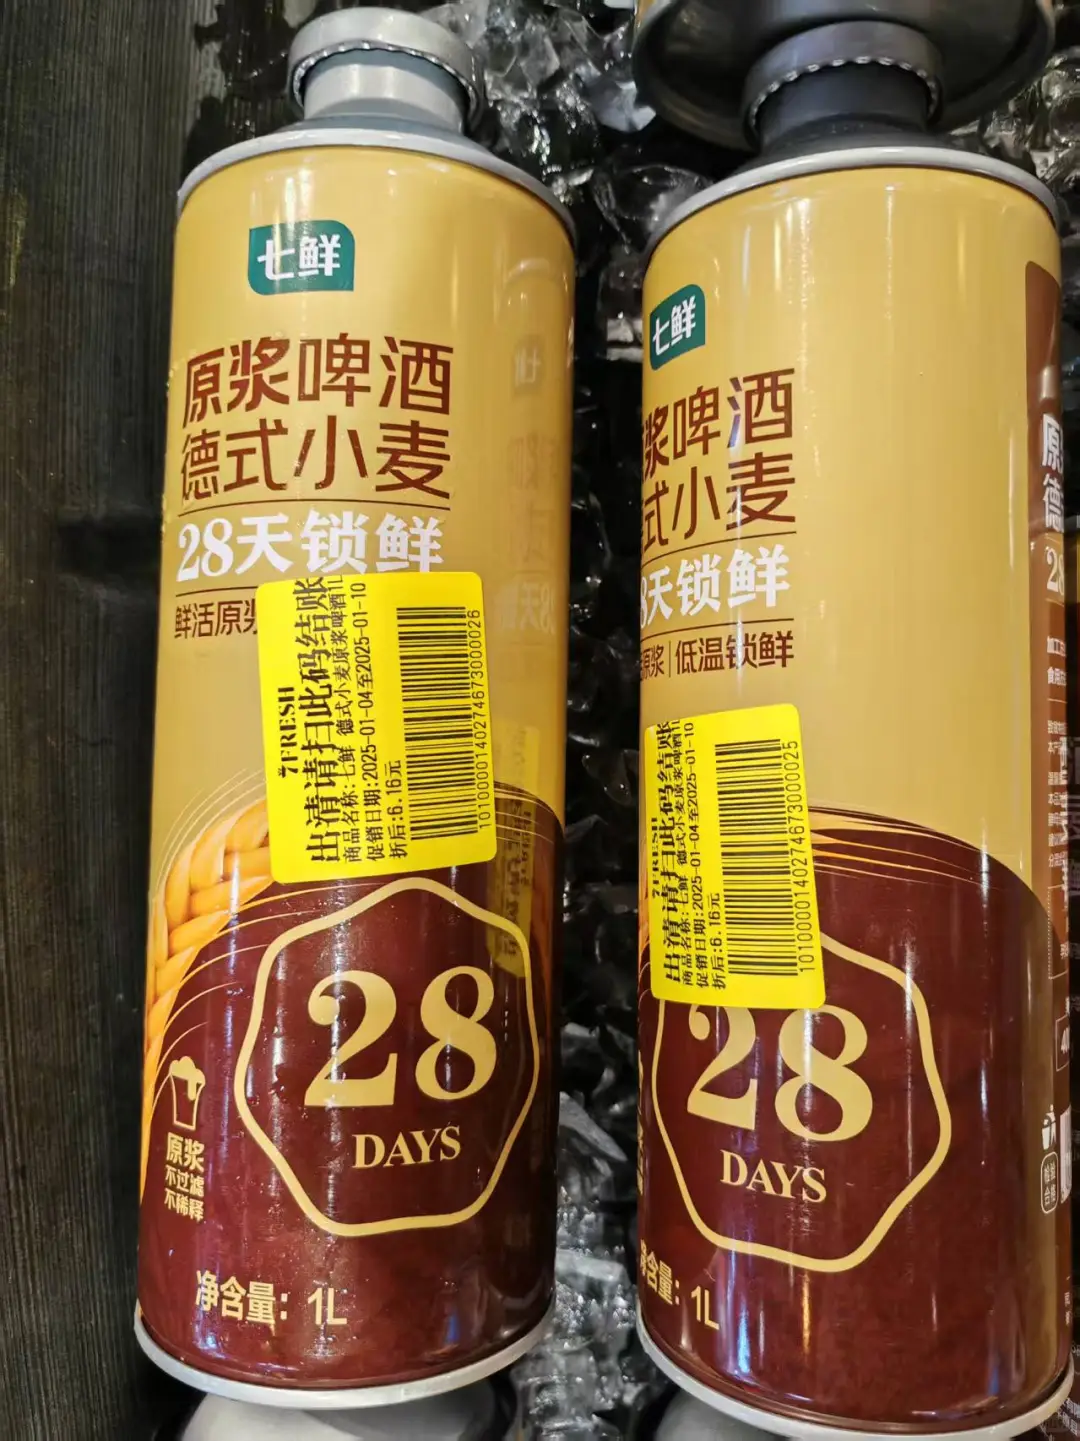 七鲜
原浆啤酒
德式小麦
28天锁鲜
鲜活原浆
7FRESH
出清请扫此码结账
商品名称:七鲜 德式小麦原浆啤酒1L
促销日期:2025-01-04至2025-01-10
折后:6.16元
1010000140274673000026
28
DAYS
原浆
不过滤
不稀释
净含量：1L
七鲜
浆啤酒
式小麦
8天锁鲜
原浆|低温锁鲜
7FRESH
出清请扫此码结账
商品名称:七鲜 德式小麦原浆啤酒1L
促销日期:2025-01-04至2025-01-10
折后:6.16元
1010000140274673000025
28
DAYS
含量：1L
原
德
28